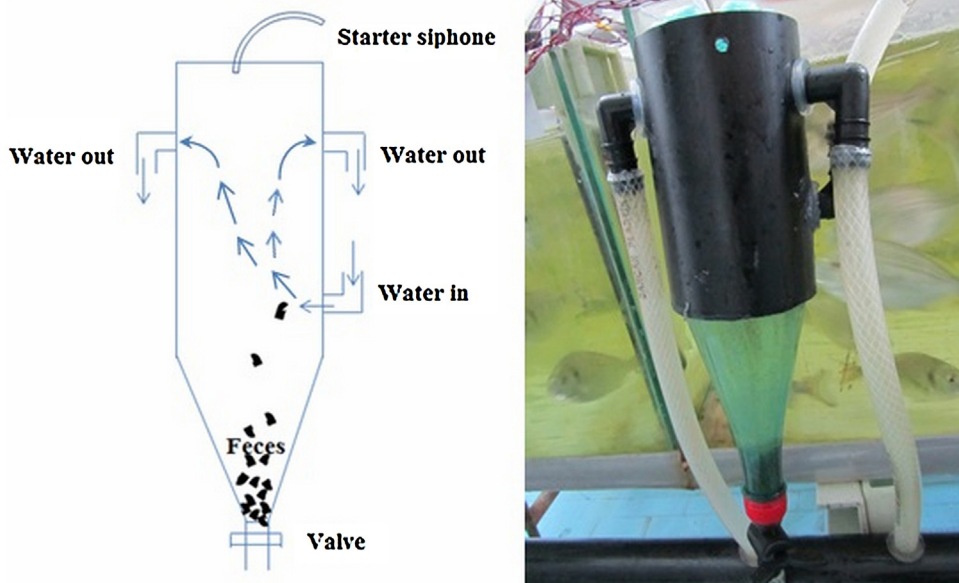 Starter siphone
Water out
Water out
Water in
Feces
Valve